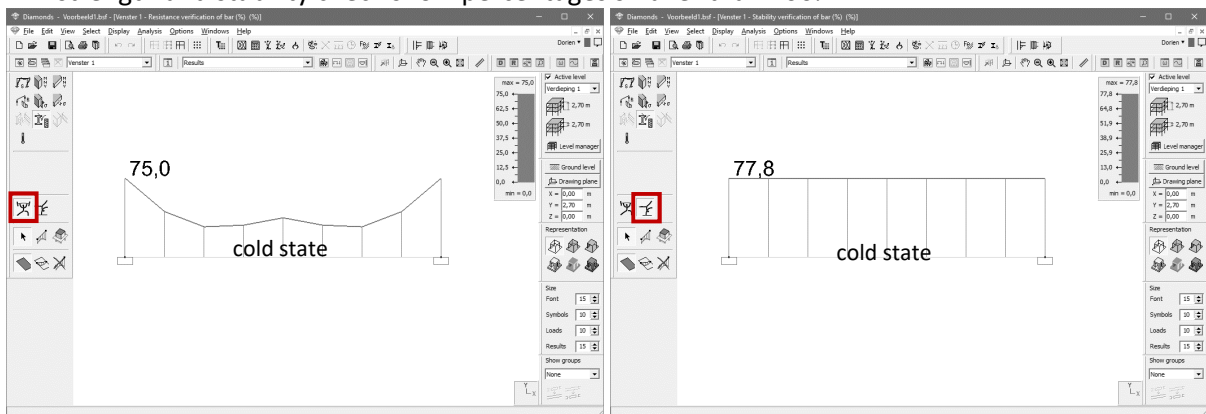 Diamonds - Voorbeeld1.bsf - [Venster 1 - Resistance verification of bar (%) (%)]
File Edit View Select Display Analysis Options Windows Help
Dorien
Venster 1
Results
max = 75,0
75,0
62,5
50,0
37,5
25,0
12,5
0,0
min = 0,0
Active level
Verdieping 1
2,70 m
2,70 m
Level manager
Ground level
Drawing plane
X = 0,00 m
Y = 2,70 m
Z = 0,00 m
Representation
Size
Font 15
Symbols 10
Loads 10
Results 15
Show groups
None
75,0
cold state
Y
X
Diamonds - Voorbeeld1.bsf - [Venster 1 - Stability verification of bar (%) (%)]
File Edit View Select Display Analysis Options Windows Help
Dorien
Venster 1
Results
max = 77,8
77,8
64,8
51,9
38,9
25,9
13,0
0,0
min = 0,0
Active level
Verdieping 1
2,70 m
2,70 m
Level manager
Ground level
Drawing plane
X = 0,00 m
Y = 2,70 m
Z = 0,00 m
Representation
Size
Font 15
Symbols 10
Loads 10
Results 15
Show groups
None
77,8
cold state
Y
X